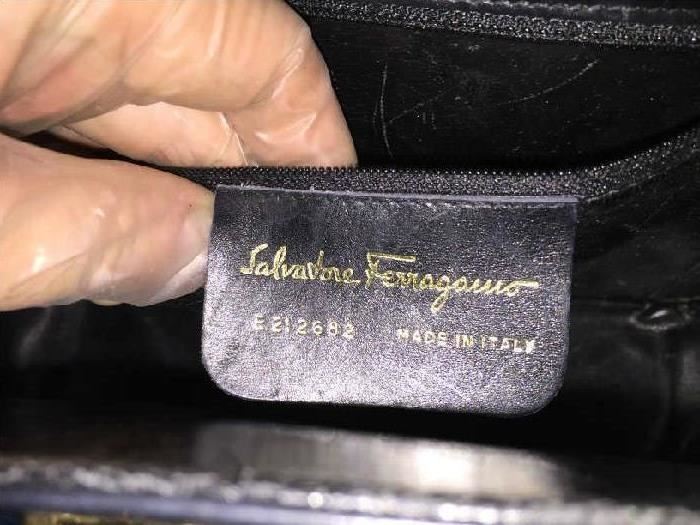 Salvatore Ferragamo
E212682 MADE IN ITALY